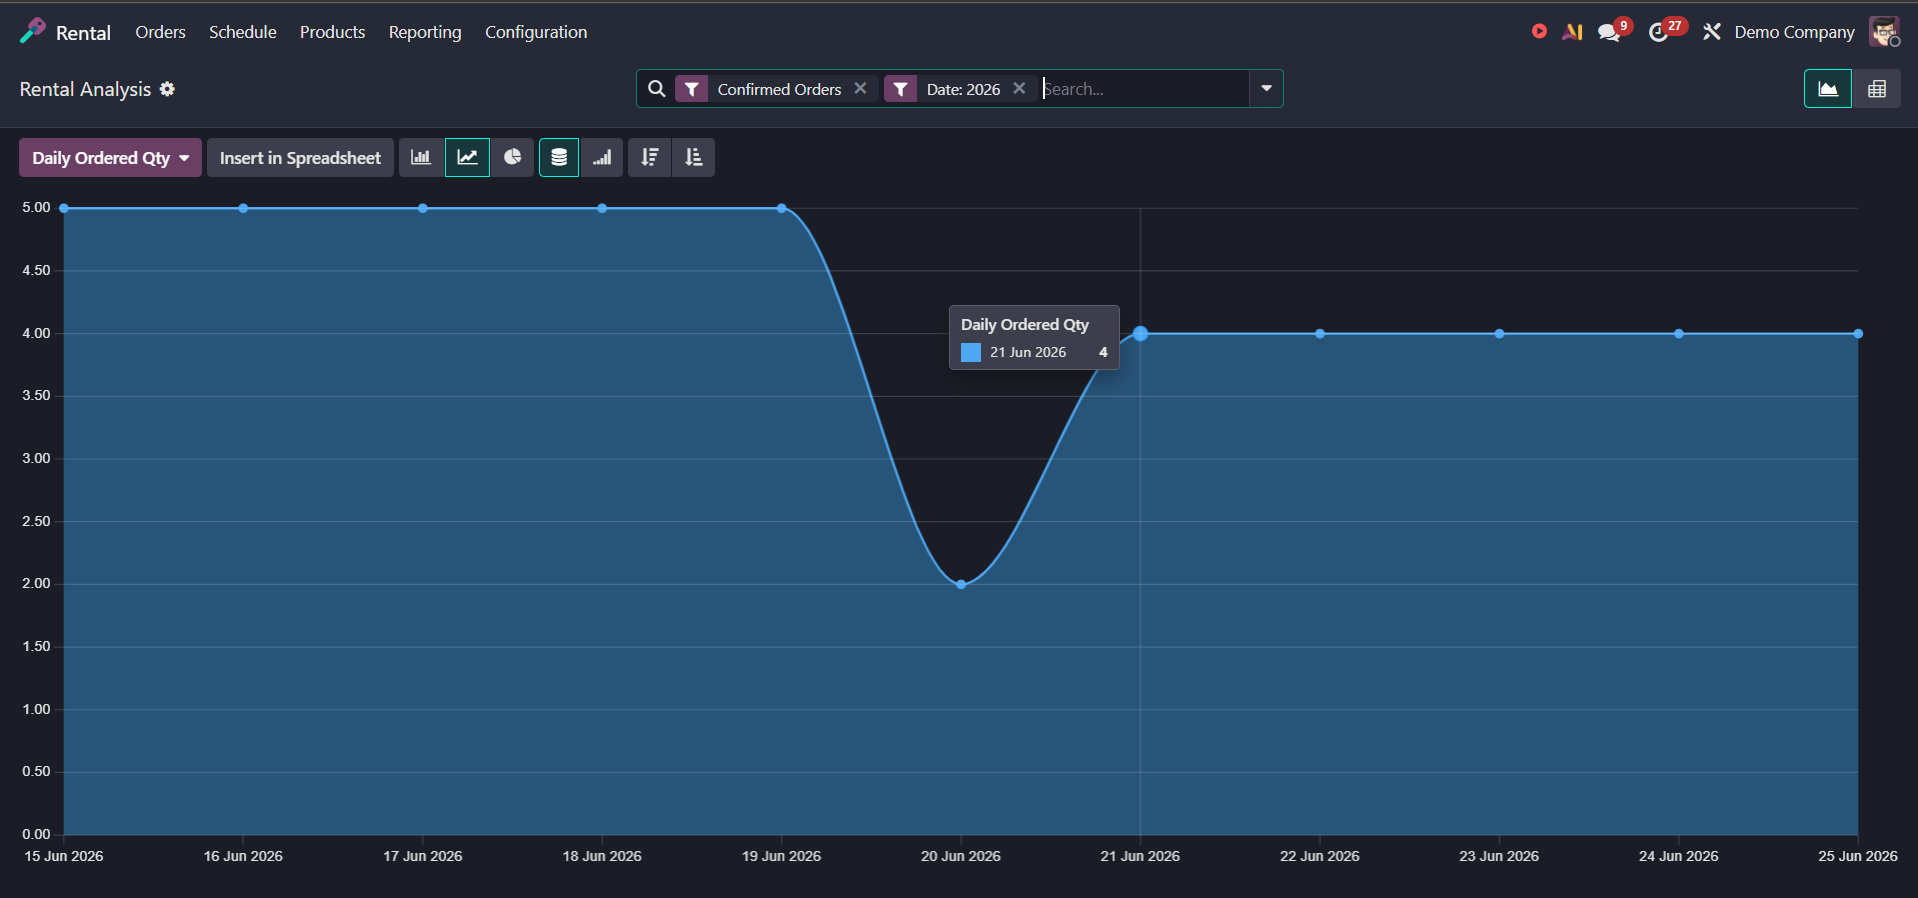 Rental Orders Schedule Products Reporting Configuration 9 27 Demo Company
Rental Analysis Confirmed Orders Date: 2026 Search...
Daily Ordered Qty Insert in Spreadsheet
5.00
4.50
4.00
3.50
3.00
2.50
2.00
1.50
1.00
0.50
0.00
Daily Ordered Qty
21 Jun 2026 4
15 Jun 2026 16 Jun 2026 17 Jun 2026 18 Jun 2026 19 Jun 2026 20 Jun 2026 21 Jun 2026 22 Jun 2026 23 Jun 2026 24 Jun 2026 25 Jun 2026